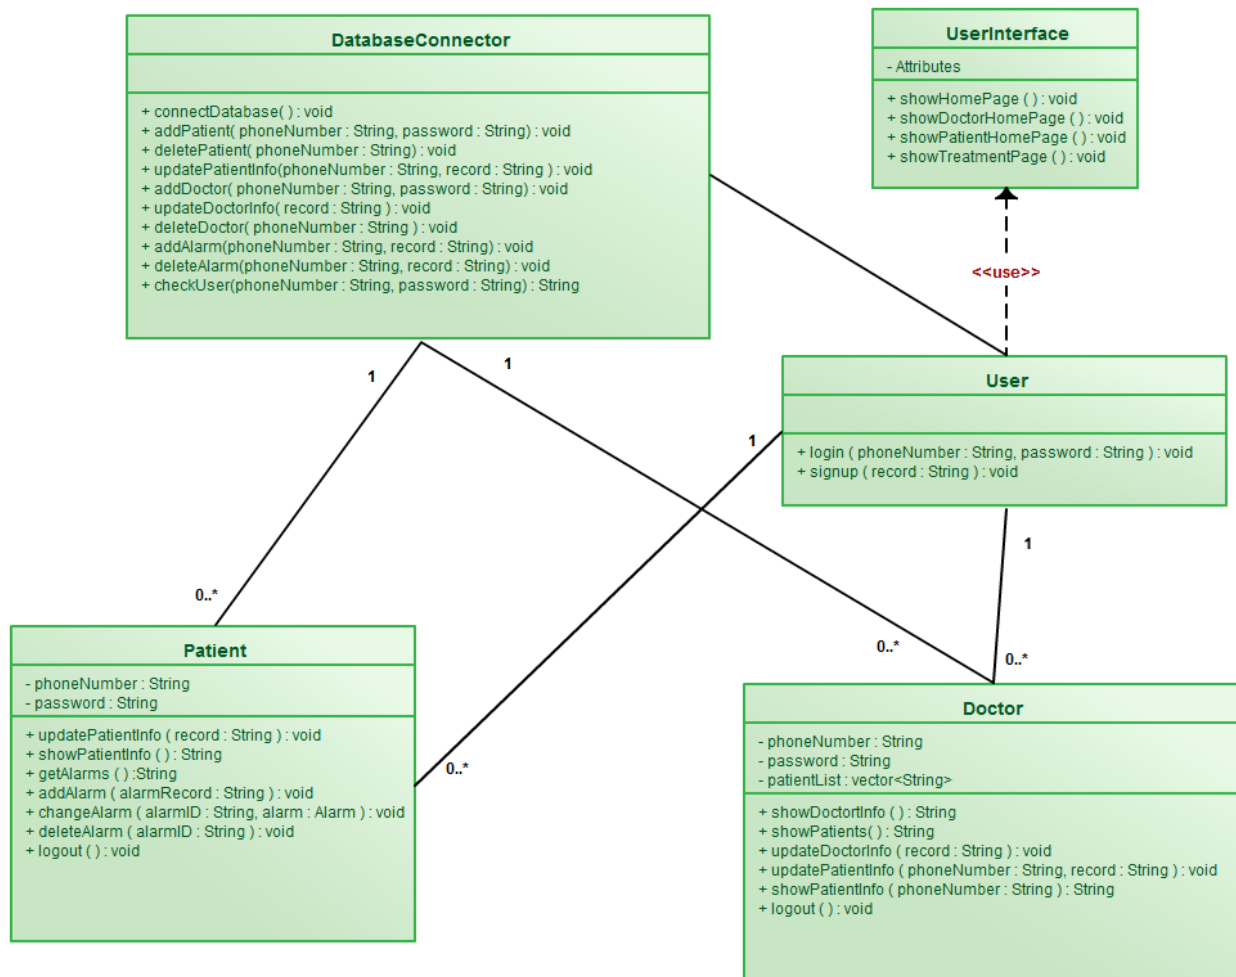 DatabaseConnector
+ connectDatabase( ) : void
+ addPatient( phoneNumber : String, password : String) : void
+ deletePatient( phoneNumber : String) : void
+ updatePatientInfo(phoneNumber : String, record : String ) : void
+ addDoctor( phoneNumber : String, password : String) : void
+ updateDoctorInfo( record : String ) : void
+ deleteDoctor( phoneNumber : String ) : void
+ addAlarm(phoneNumber : String, record : String) : void
+ deleteAlarm(phoneNumber : String, record : String) : void
+ checkUser(phoneNumber : String, password : String) : String
UserInterface
- Attributes
+ showHomePage ( ) : void
+ showDoctorHomePage ( ) : void
+ showPatientHomePage ( ) : void
+ showTreatmentPage ( ) : void
<<use>>
User
+ login ( phoneNumber : String, password : String ) : void
+ signup ( record : String ) : void
1
1
1
1
0..*
0..*
0..*
0..*
Patient
- phoneNumber : String
- password : String
+ updatePatientInfo ( record : String ) : void
+ showPatientInfo ( ) : String
+ getAlarms ( ) :String
+ addAlarm ( alarmRecord : String ) : void
+ changeAlarm ( alarmID : String, alarm : Alarm ) : void
+ deleteAlarm ( alarmID : String ) : void
+ logout ( ) : void
Doctor
- phoneNumber : String
- password : String
- patientList : vector<String>
+ showDoctortInfo ( ) : String
+ showPatients( ) : String
+ updateDoctorInfo ( record : String ) : void
+ updatePatientInfo ( phoneNumber : String, record : String ) : void
+ showPatientInfo ( phoneNumber : String ) : String
+ logout ( ) : void